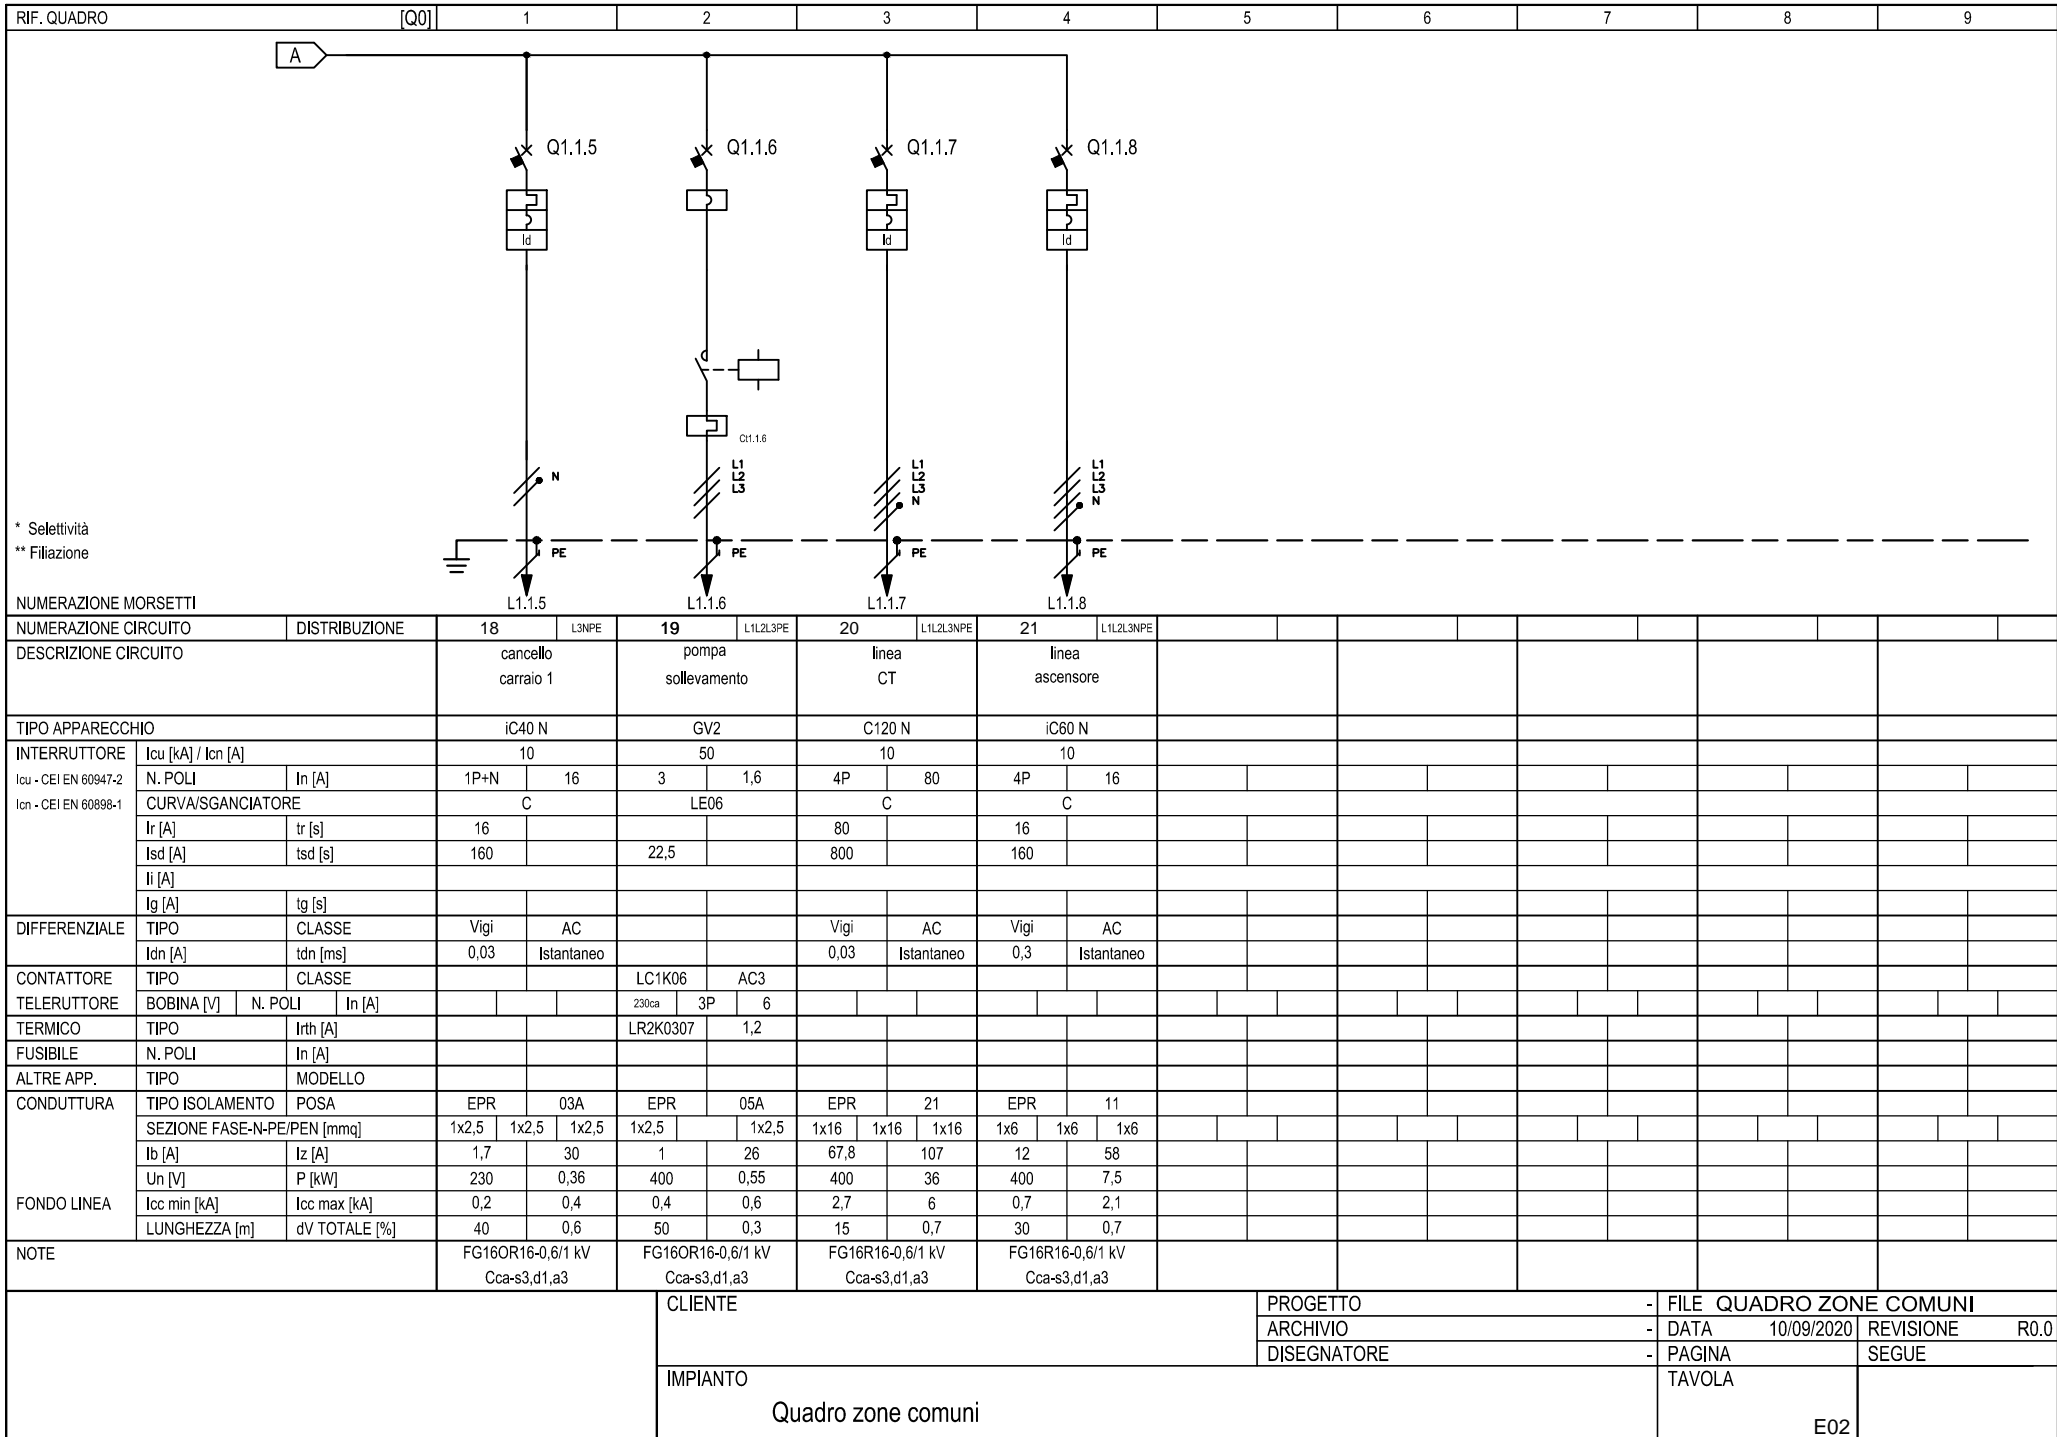 RIF. QUADRO [Q0] 1 2 3 4 5 6 7 8 9
A
Q1.1.5 Q1.1.6 Q1.1.7 Q1.1.8
Id Id Id
Ct1.1.6
N
L1
L2
L3
L1
L2
L3
N
L1
L2
L3
N
* Selettività
** Filiazione
PE PE PE PE
NUMERAZIONE MORSETTI L1.1.5 L1.1.6 L1.1.7 L1.1.8
NUMERAZIONE CIRCUITO DISTRIBUZIONE 18 L3NPE 19 L1L2L3PE 20 L1L2L3NPE 21 L1L2L3NPE
DESCRIZIONE CIRCUITO cancello pompa linea linea
carraio 1 sollevamento CT ascensore
TIPO APPARECCHIO iC40 N GV2 C120 N iC60 N
INTERRUTTORE Icu [kA] / Icn [A] 10 50 10 10
Icu - CEI EN 60947-2 N. POLI In [A] 1P+N 16 3 1,6 4P 80 4P 16
Icn - CEI EN 60898-1 CURVA/SGANCIATORE C LE06 C C
Ir [A] tr [s] 16 80 16
Isd [A] tsd [s] 160 22,5 800 160
Ii [A]
Ig [A] tg [s]
DIFFERENZIALE TIPO CLASSE Vigi AC Vigi AC Vigi AC
Idn [A] tdn [ms] 0,03 Istantaneo 0,03 Istantaneo 0,3 Istantaneo
CONTATTORE TIPO CLASSE LC1K06 AC3
TELERUTTORE BOBINA [V] N. POLI In [A] 230ca 3P 6
TERMICO TIPO Irth [A] LR2K0307 1,2
FUSIBILE N. POLI In [A]
ALTRE APP. TIPO MODELLO
CONDUTTURA TIPO ISOLAMENTO POSA EPR 03A EPR 05A EPR 21 EPR 11
SEZIONE FASE-N-PE/PEN [mmq] 1x2,5 1x2,5 1x2,5 1x2,5 1x2,5 1x16 1x16 1x16 1x6 1x6 1x6
Ib [A] Iz [A] 1,7 30 1 26 67,8 107 12 58
Un [V] P [kW] 230 0,36 400 0,55 400 36 400 7,5
FONDO LINEA Icc min [kA] Icc max [kA] 0,2 0,4 0,4 0,6 2,7 6 0,7 2,1
LUNGHEZZA [m] dV TOTALE [%] 40 0,6 50 0,3 15 0,7 30 0,7
NOTE FG16OR16-0,6/1 kV FG16OR16-0,6/1 kV FG16R16-0,6/1 kV FG16R16-0,6/1 kV
Cca-s3,d1,a3 Cca-s3,d1,a3 Cca-s3,d1,a3 Cca-s3,d1,a3
CLIENTE PROGETTO - FILE QUADRO ZONE COMUNI
ARCHIVIO - DATA 10/09/2020 REVISIONE R0.0
DISEGNATORE - PAGINA SEGUE
IMPIANTO TAVOLA
Quadro zone comuni
E02